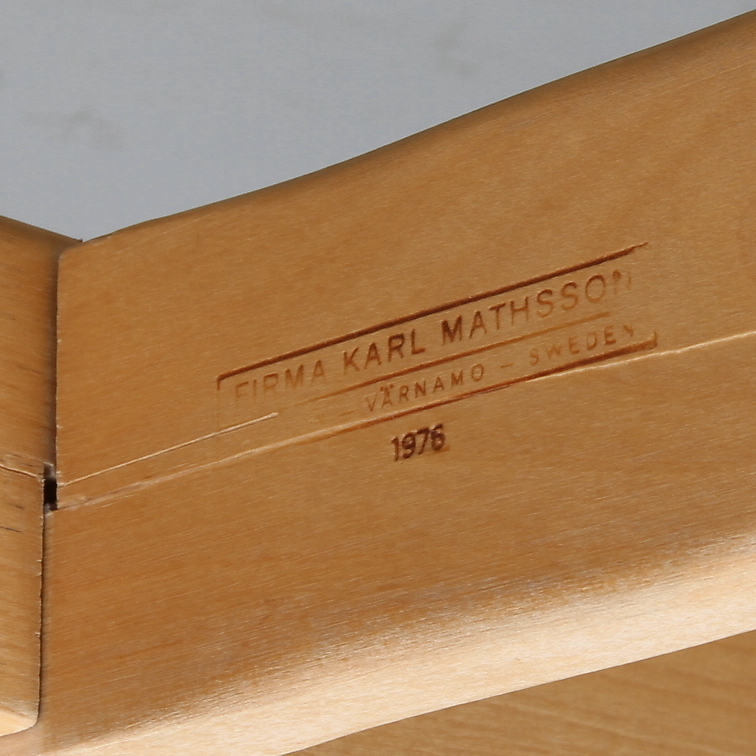 FIRMA KARL MATHSSON
— VÄRNAMO — SWEDEN
1976